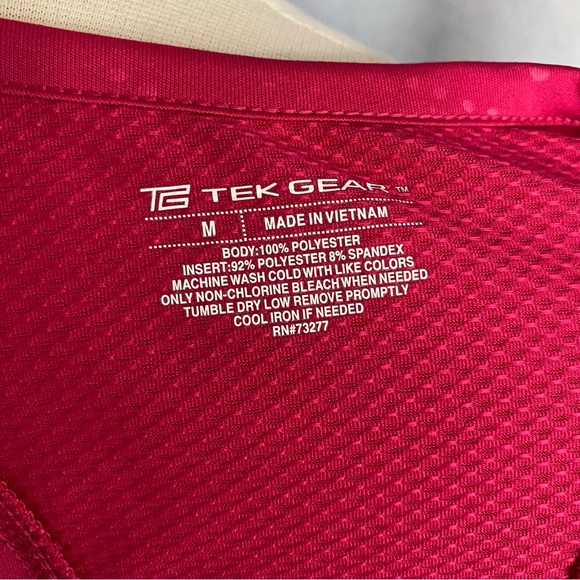 TG TEK GEAR™
M MADE IN VIETNAM
BODY:100% POLYESTER
INSERT:92% POLYESTER 8% SPANDEX
MACHINE WASH COLD WITH LIKE COLORS
ONLY NON-CHLORINE BLEACH WHEN NEEDED
TUMBLE DRY LOW REMOVE PROMPTLY
COOL IRON IF NEEDED
RN#73277